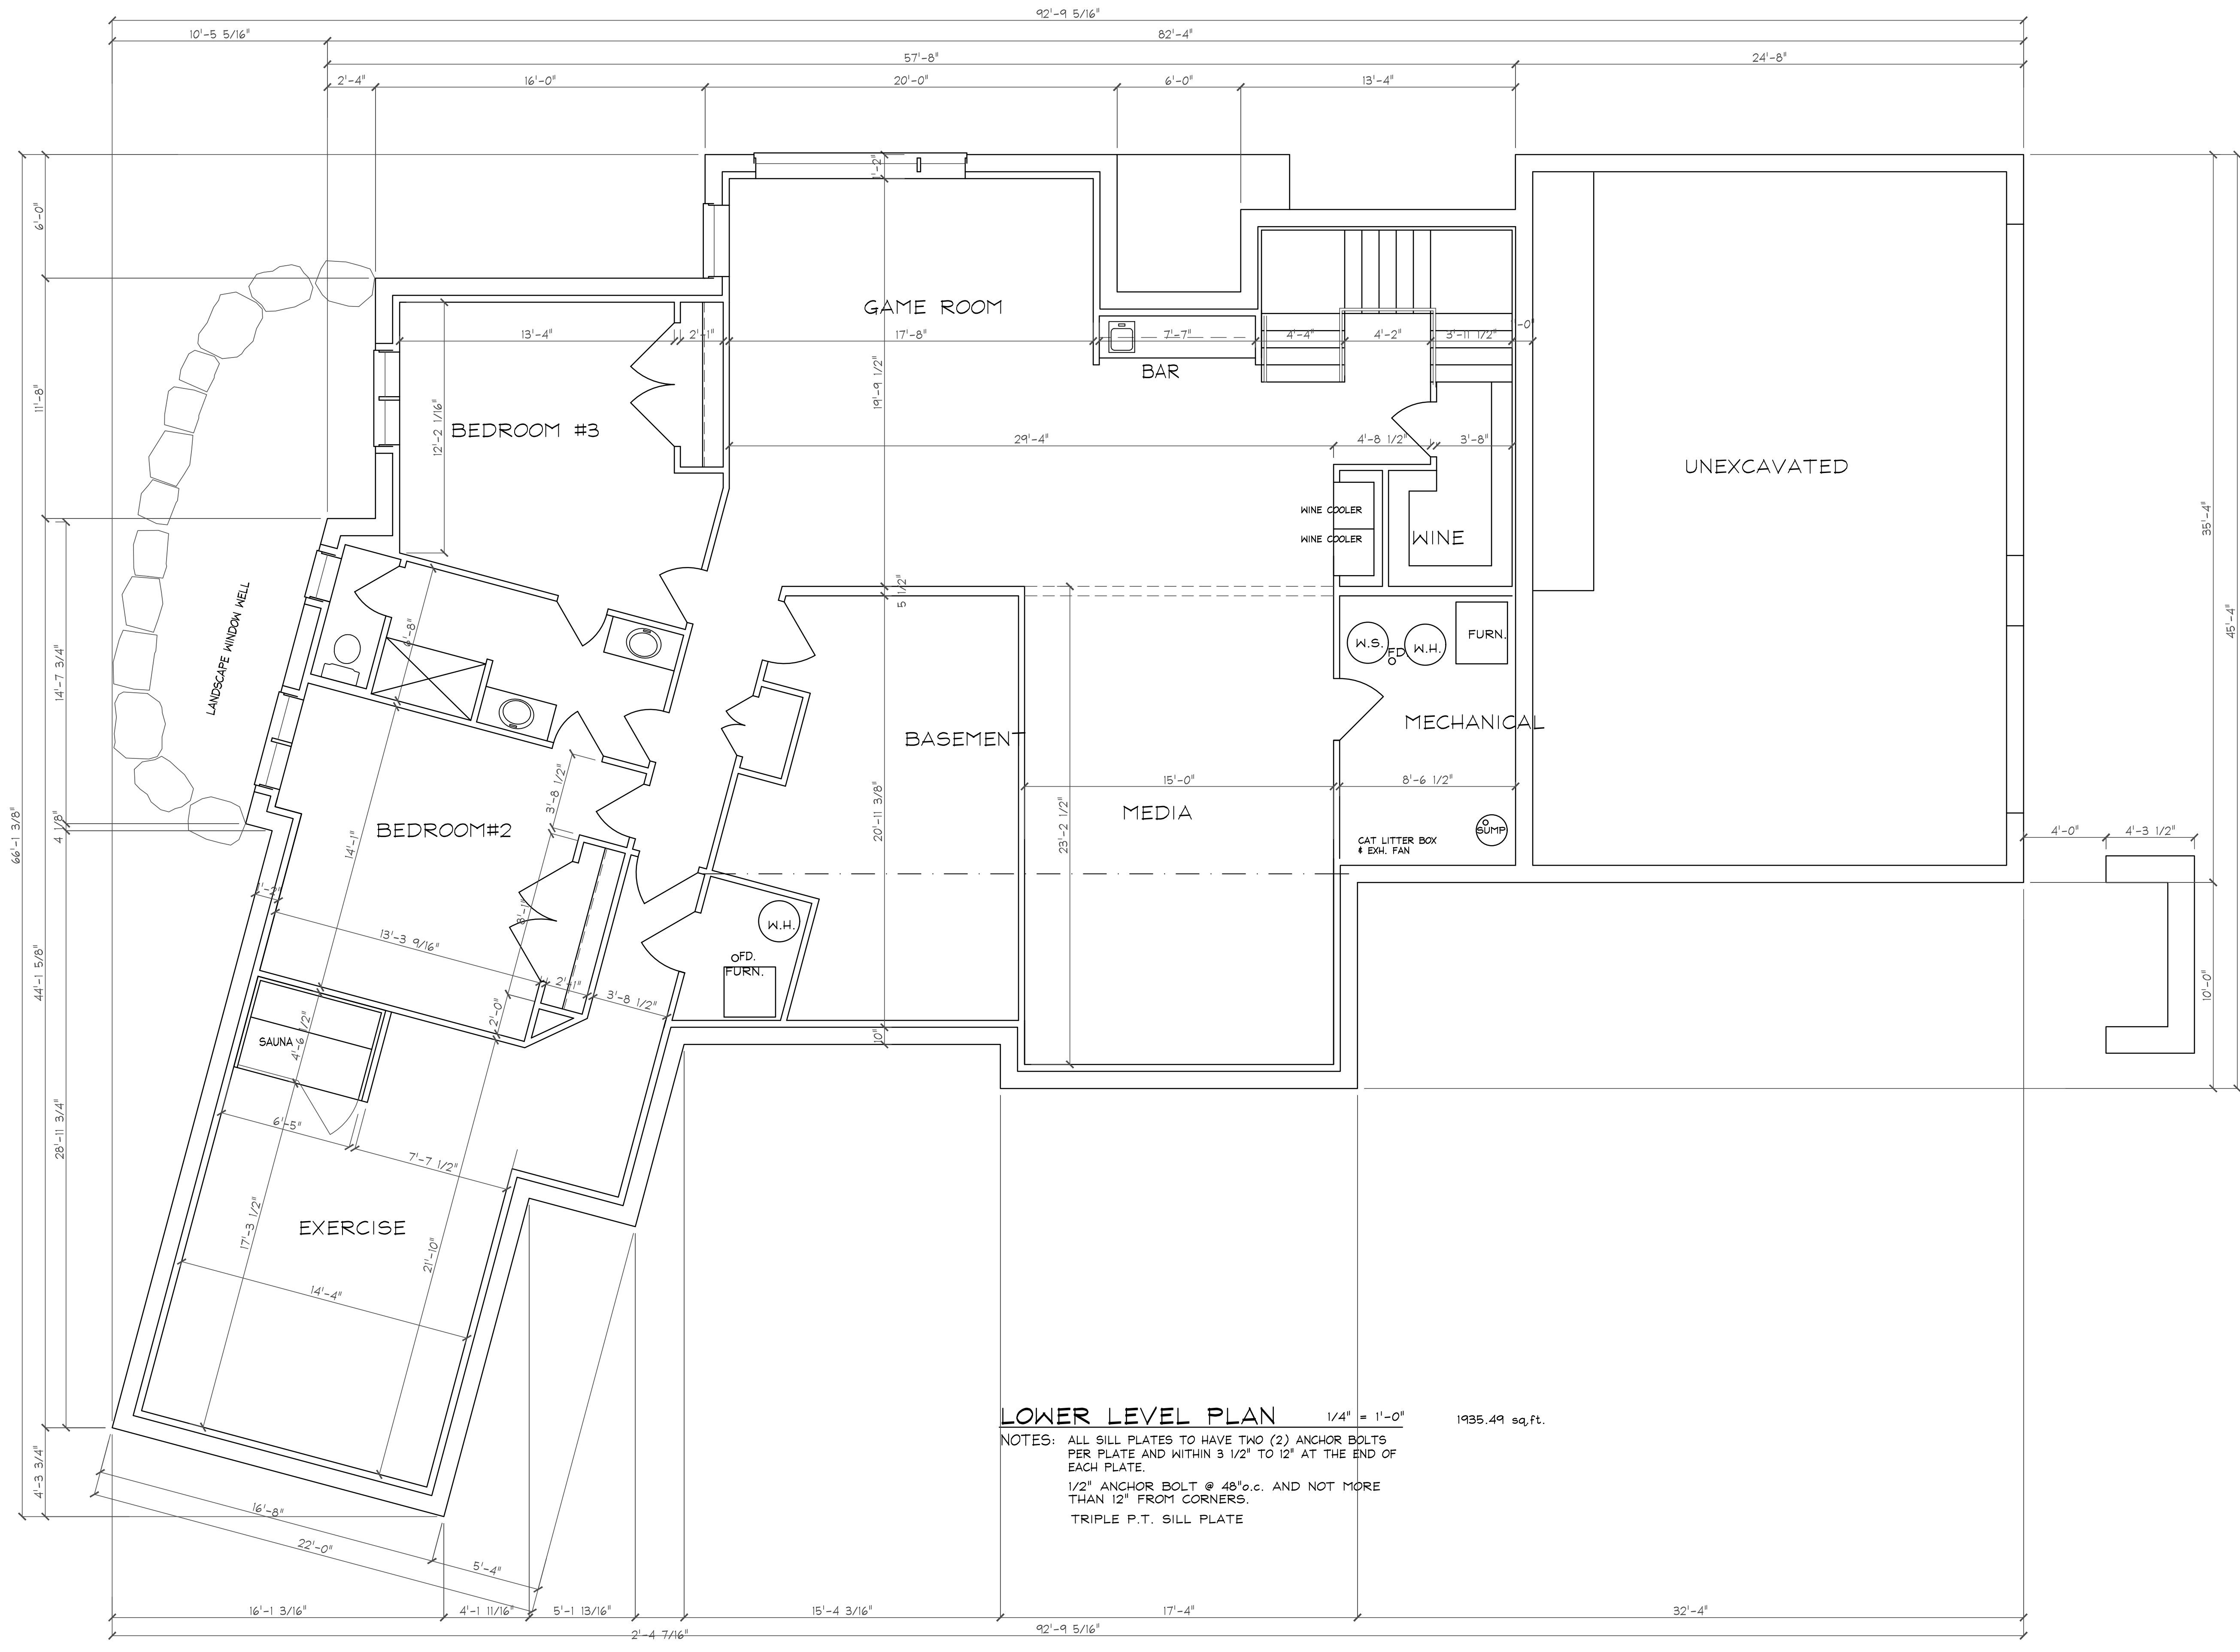 92'-9 5/16"
10'-5 5/16"
82'-4"
57'-8"
24'-8"
2'-4"
16'-0"
20'-0"
6'-0"
13'-4"
1'-2"
6'-0"
GAME ROOM
13'-4"
2'-1"
17'-8"
7'-7"
4'-4"
4'-2"
3'-11 1/2"
BAR
11'-8"
19'-9 1/2"
12'-2 1/16"
BEDROOM #3
29'-4"
4'-8 1/2"
3'-8"
UNEXCAVATED
WINE COOLER
WINE COOLER
WINE
35'-4"
45'-4"
5 1/2"
LANDSCAPE WINDOW WELL
14'-7 3/4"
W.S.
FD
W.H.
FURN.
MECHANICAL
BASEMENT
3'-8 1/2"
15'-0"
8'-6 1/2"
MEDIA
20'-11 3/8"
23'-2 1/2"
BEDROOM#2
14'-1"
66'-1 3/8"
4 1/8"
SUMP
CAT LITTER BOX
& EXH. FAN
4'-0"
4'-3 1/2"
8'-1"
W.H.
13'-3 9/16"
FD.
FURN.
2'-1"
3'-8 1/2"
44'-1 5/8"
10'-0"
2'-0"
10"
SAUNA
4'-6 1/2"
6'-5"
28'-11 3/4"
7'-7 1/2"
17'-3 1/2"
EXERCISE
21'-10"
14'-4"
LOWER LEVEL PLAN 1/4" = 1'-0" 1935.49 sq.ft.
NOTES: ALL SILL PLATES TO HAVE TWO (2) ANCHOR BOLTS
PER PLATE AND WITHIN 3 1/2" TO 12" AT THE END OF
EACH PLATE.
1/2" ANCHOR BOLT @ 48"o.c. AND NOT MORE
THAN 12" FROM CORNERS.
TRIPLE P.T. SILL PLATE
4'-3 3/4"
16'-8"
22'-0"
5'-4"
16'-1 3/16"
4'-1 11/16"
5'-1 13/16"
15'-4 3/16"
17'-4"
32'-4"
2'-4 7/16"
92'-9 5/16"